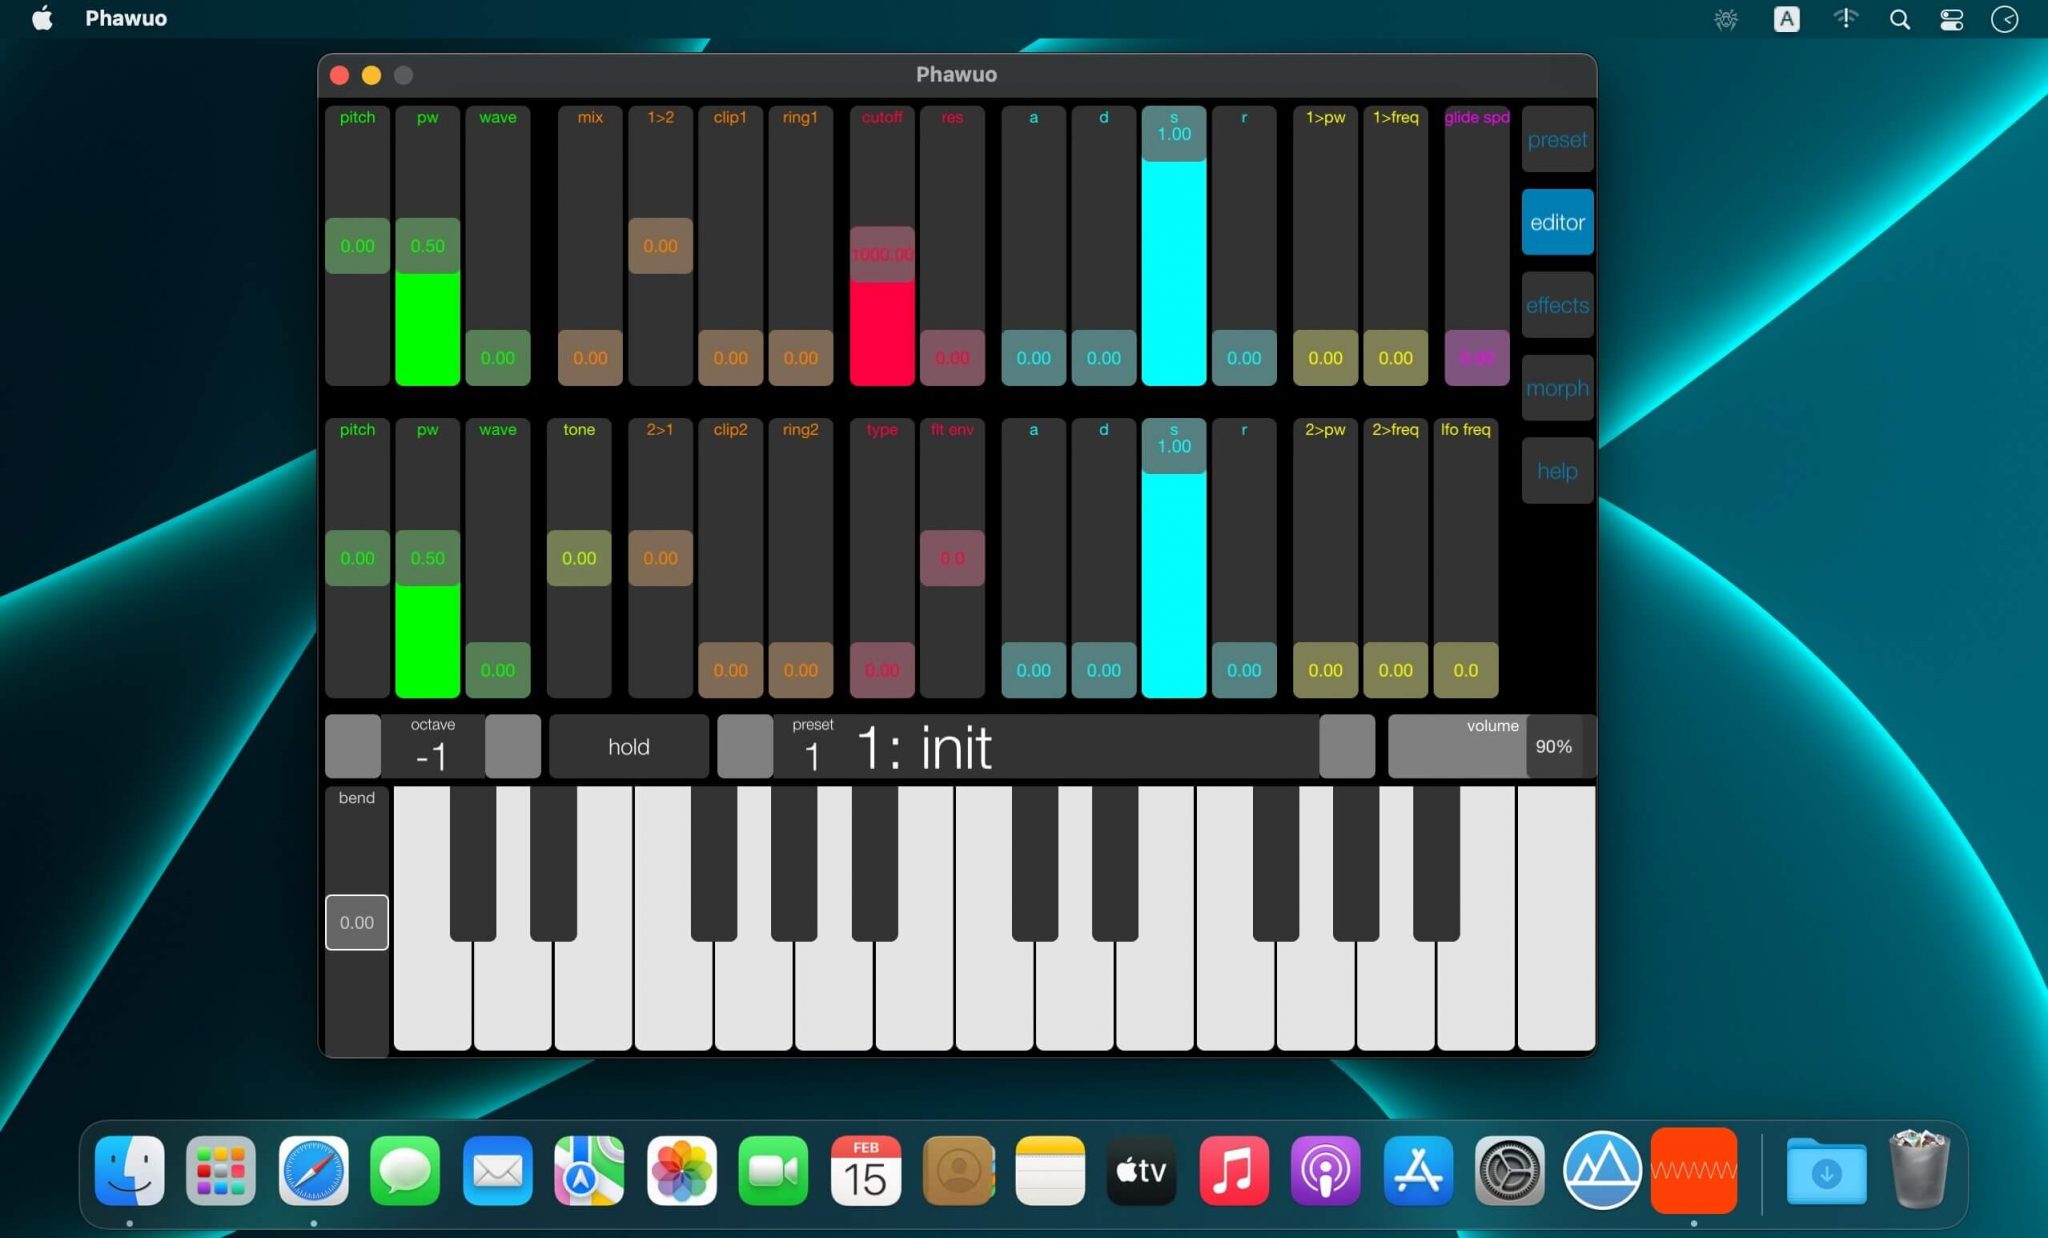 Phawuo
A
Phawuo
pitch pw wave mix 1>2 clip1 ring1 cutoff res a d s r 1>pw 1>freq glide spd
1.00
preset
editor
0.00 0.50 0.00 1000.00
effects
0.00 0.00 0.00 0.00 0.00 0.00 0.00 0.00 0.00 0.00 0.00
morph
pitch pw wave tone 2>1 clip2 ring2 type flt env a d s r 2>pw 2>freq lfo freq
1.00
help
0.00 0.50 0.00 0.00 0.0
0.00 0.00 0.00 0.00 0.00 0.00 0.00 0.00 0.00 0.0
octave
-1
hold
preset
1
1: init
volume
90%
bend
0.00
FEB
15
tv